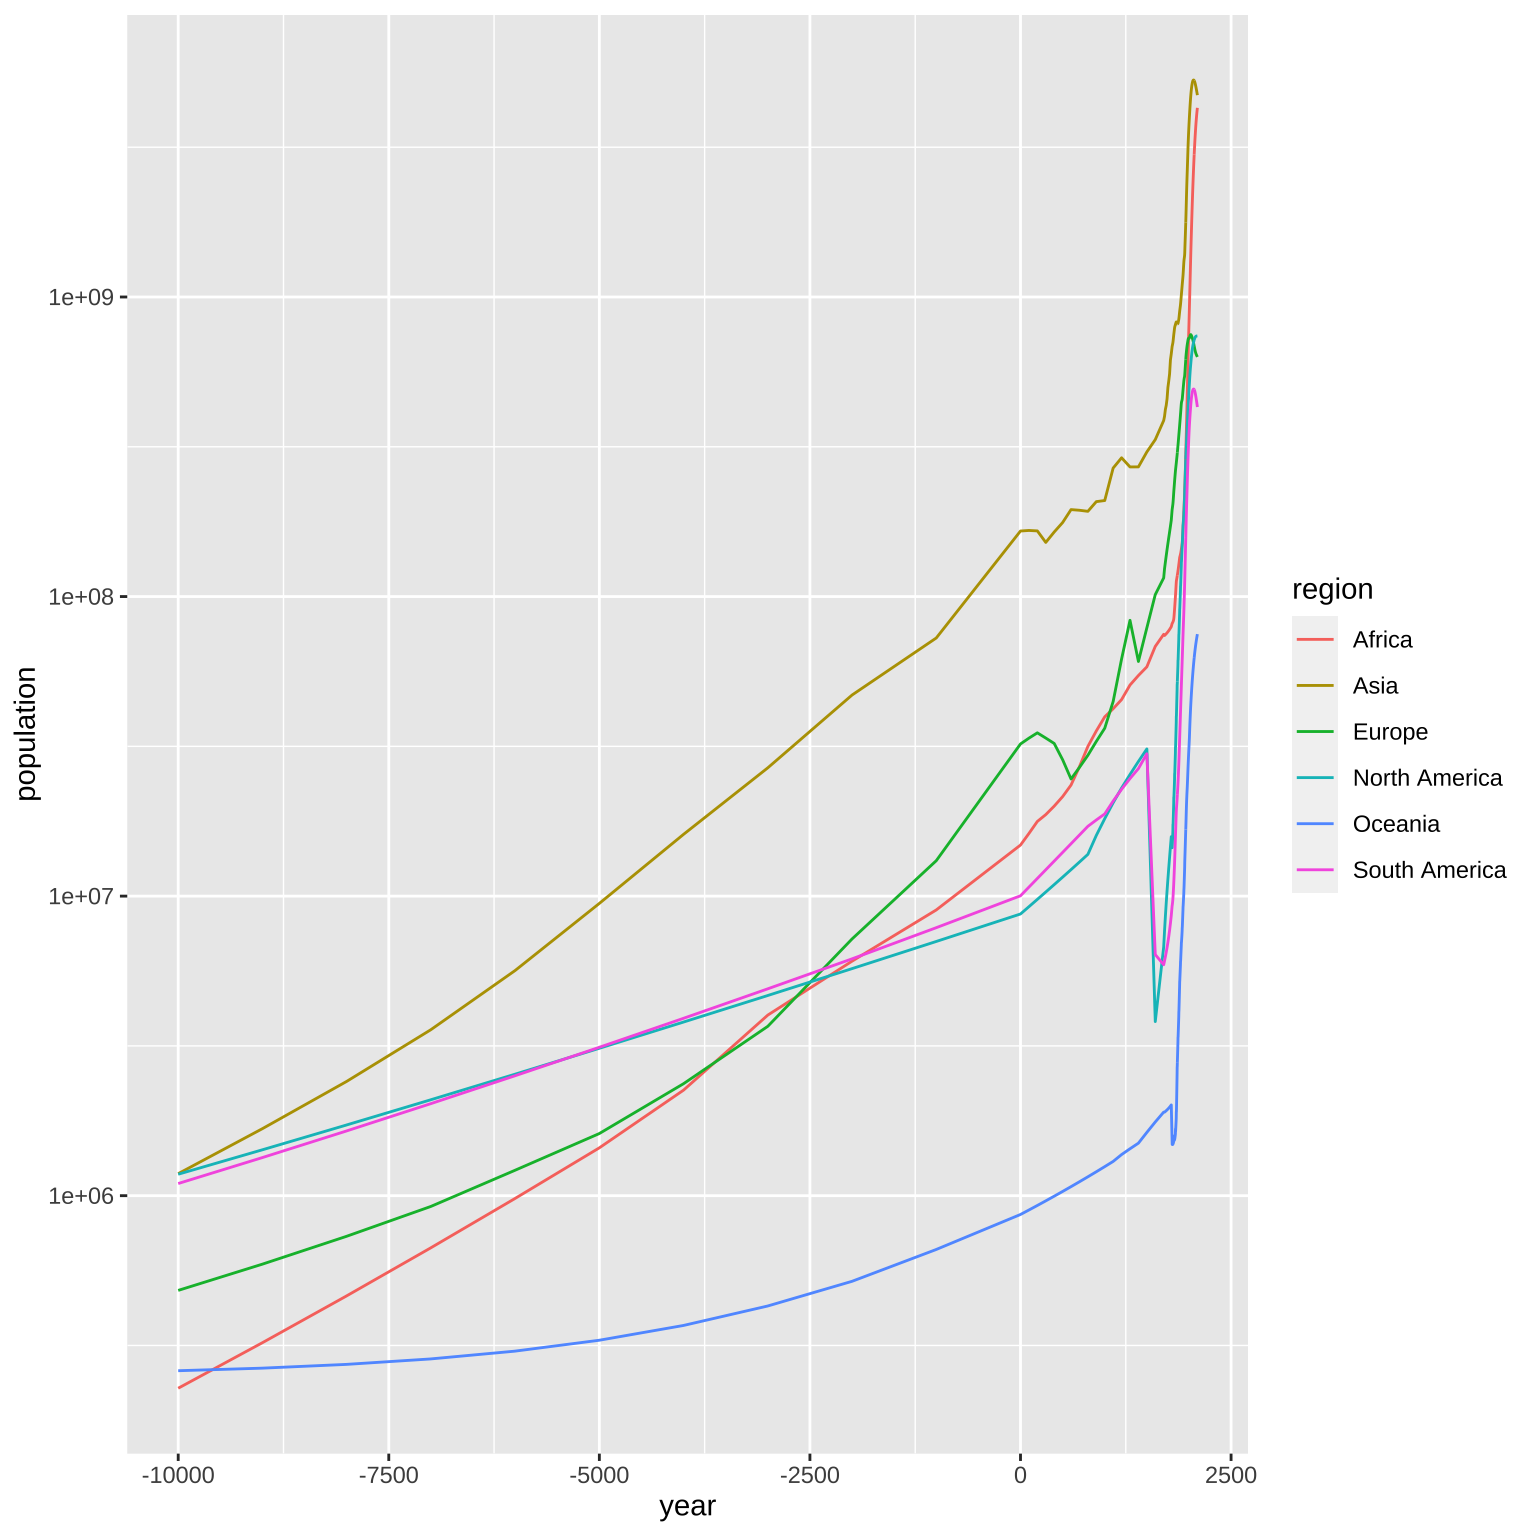 1e+09
1e+08
1e+07
1e+06
population
-10000
-7500
-5000
-2500
0
2500
year
region
Africa
Asia
Europe
North America
Oceania
South America